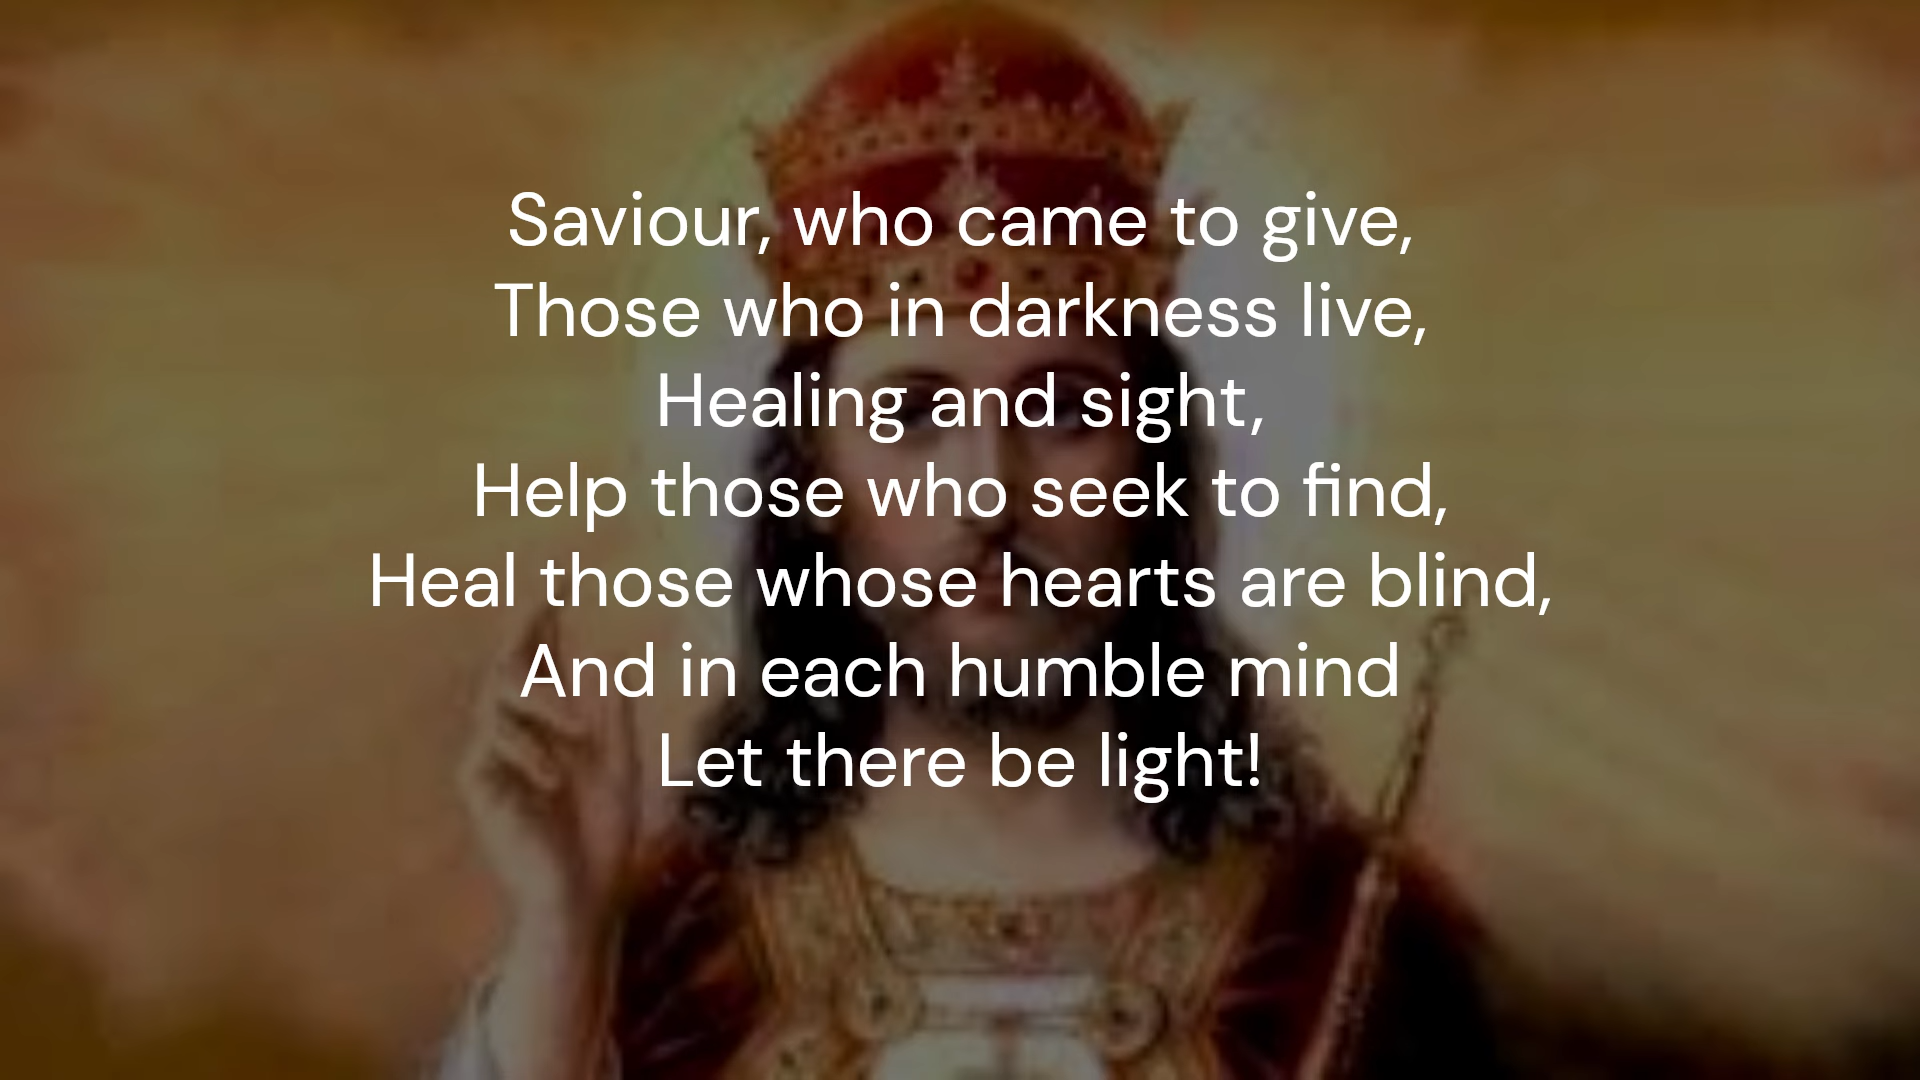 Saviour, who came to give,
Those who in darkness live,
Healing and sight,
Help those who seek to find,
Heal those whose hearts are blind,
And in each humble mind
Let there be light!